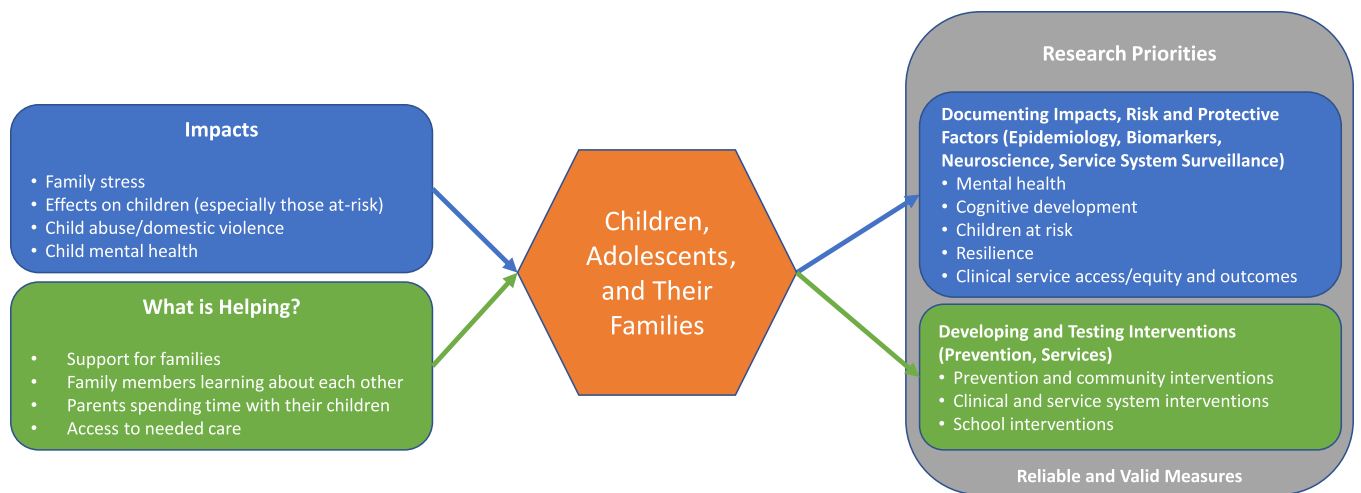 Impacts
• Family stress
• Effects on children (especially those at-risk)
• Child abuse/domestic violence
• Child mental health
What is Helping?
• Support for families
• Family members learning about each other
• Parents spending time with their children
• Access to needed care
Children,
Adolescents,
and Their
Families
Research Priorities
Documenting Impacts, Risk and Protective
Factors (Epidemiology, Biomarkers,
Neuroscience, Service System Surveillance)
• Mental health
• Cognitive development
• Children at risk
• Resilience
• Clinical service access/equity and outcomes
Developing and Testing Interventions
(Prevention, Services)
• Prevention and community interventions
• Clinical and service system interventions
• School interventions
Reliable and Valid Measures